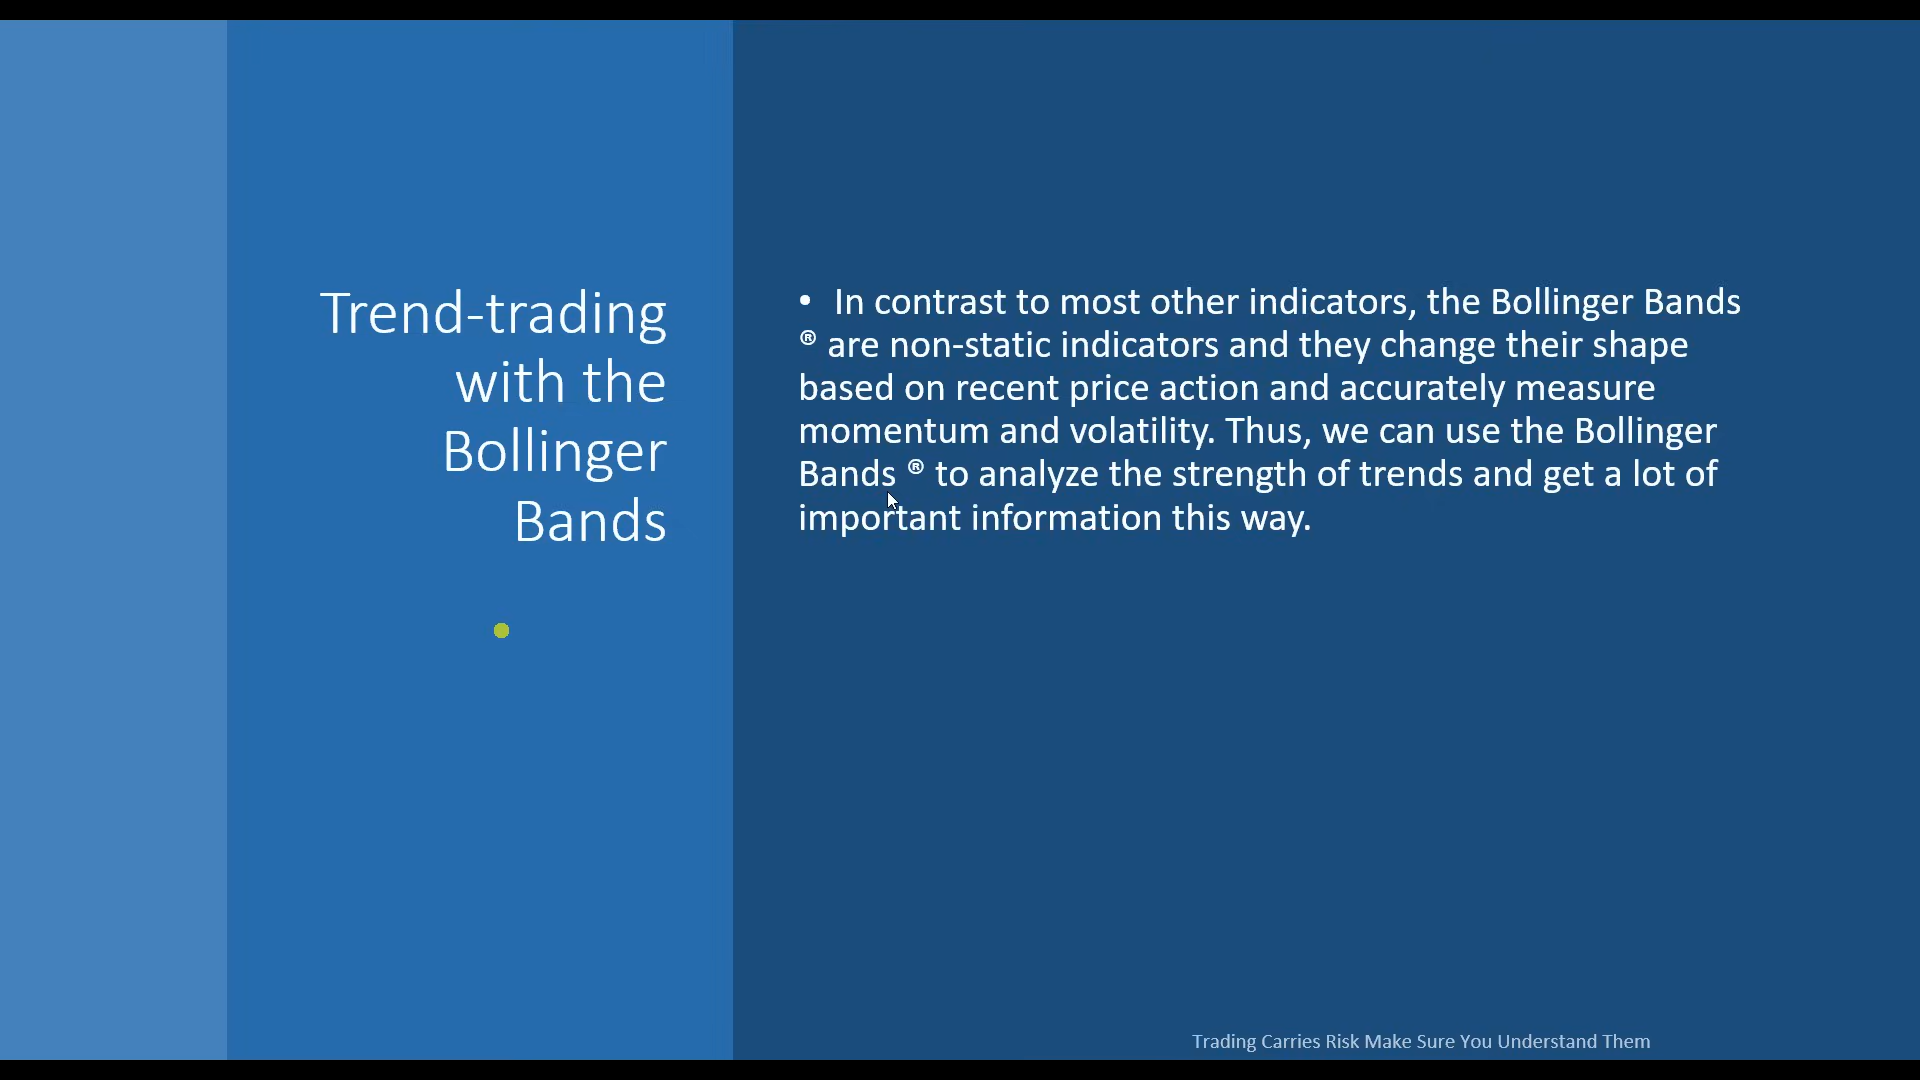 Trend-trading
with the
Bollinger
Bands
• In contrast to most other indicators, the Bollinger Bands
® are non-static indicators and they change their shape
based on recent price action and accurately measure
momentum and volatility. Thus, we can use the Bollinger
Bands ® to analyze the strength of trends and get a lot of
important information this way.
Trading Carries Risk Make Sure You Understand Them